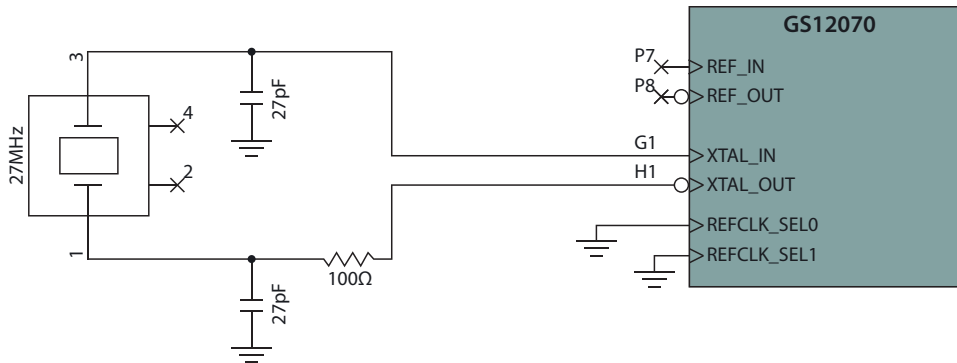 GS12070
3
27pF
P7
REF_IN
P8
REF_OUT
27MHz
4
2
G1
XTAL_IN
H1
XTAL_OUT
REFCLK_SEL0
REFCLK_SEL1
1
100Ω
27pF